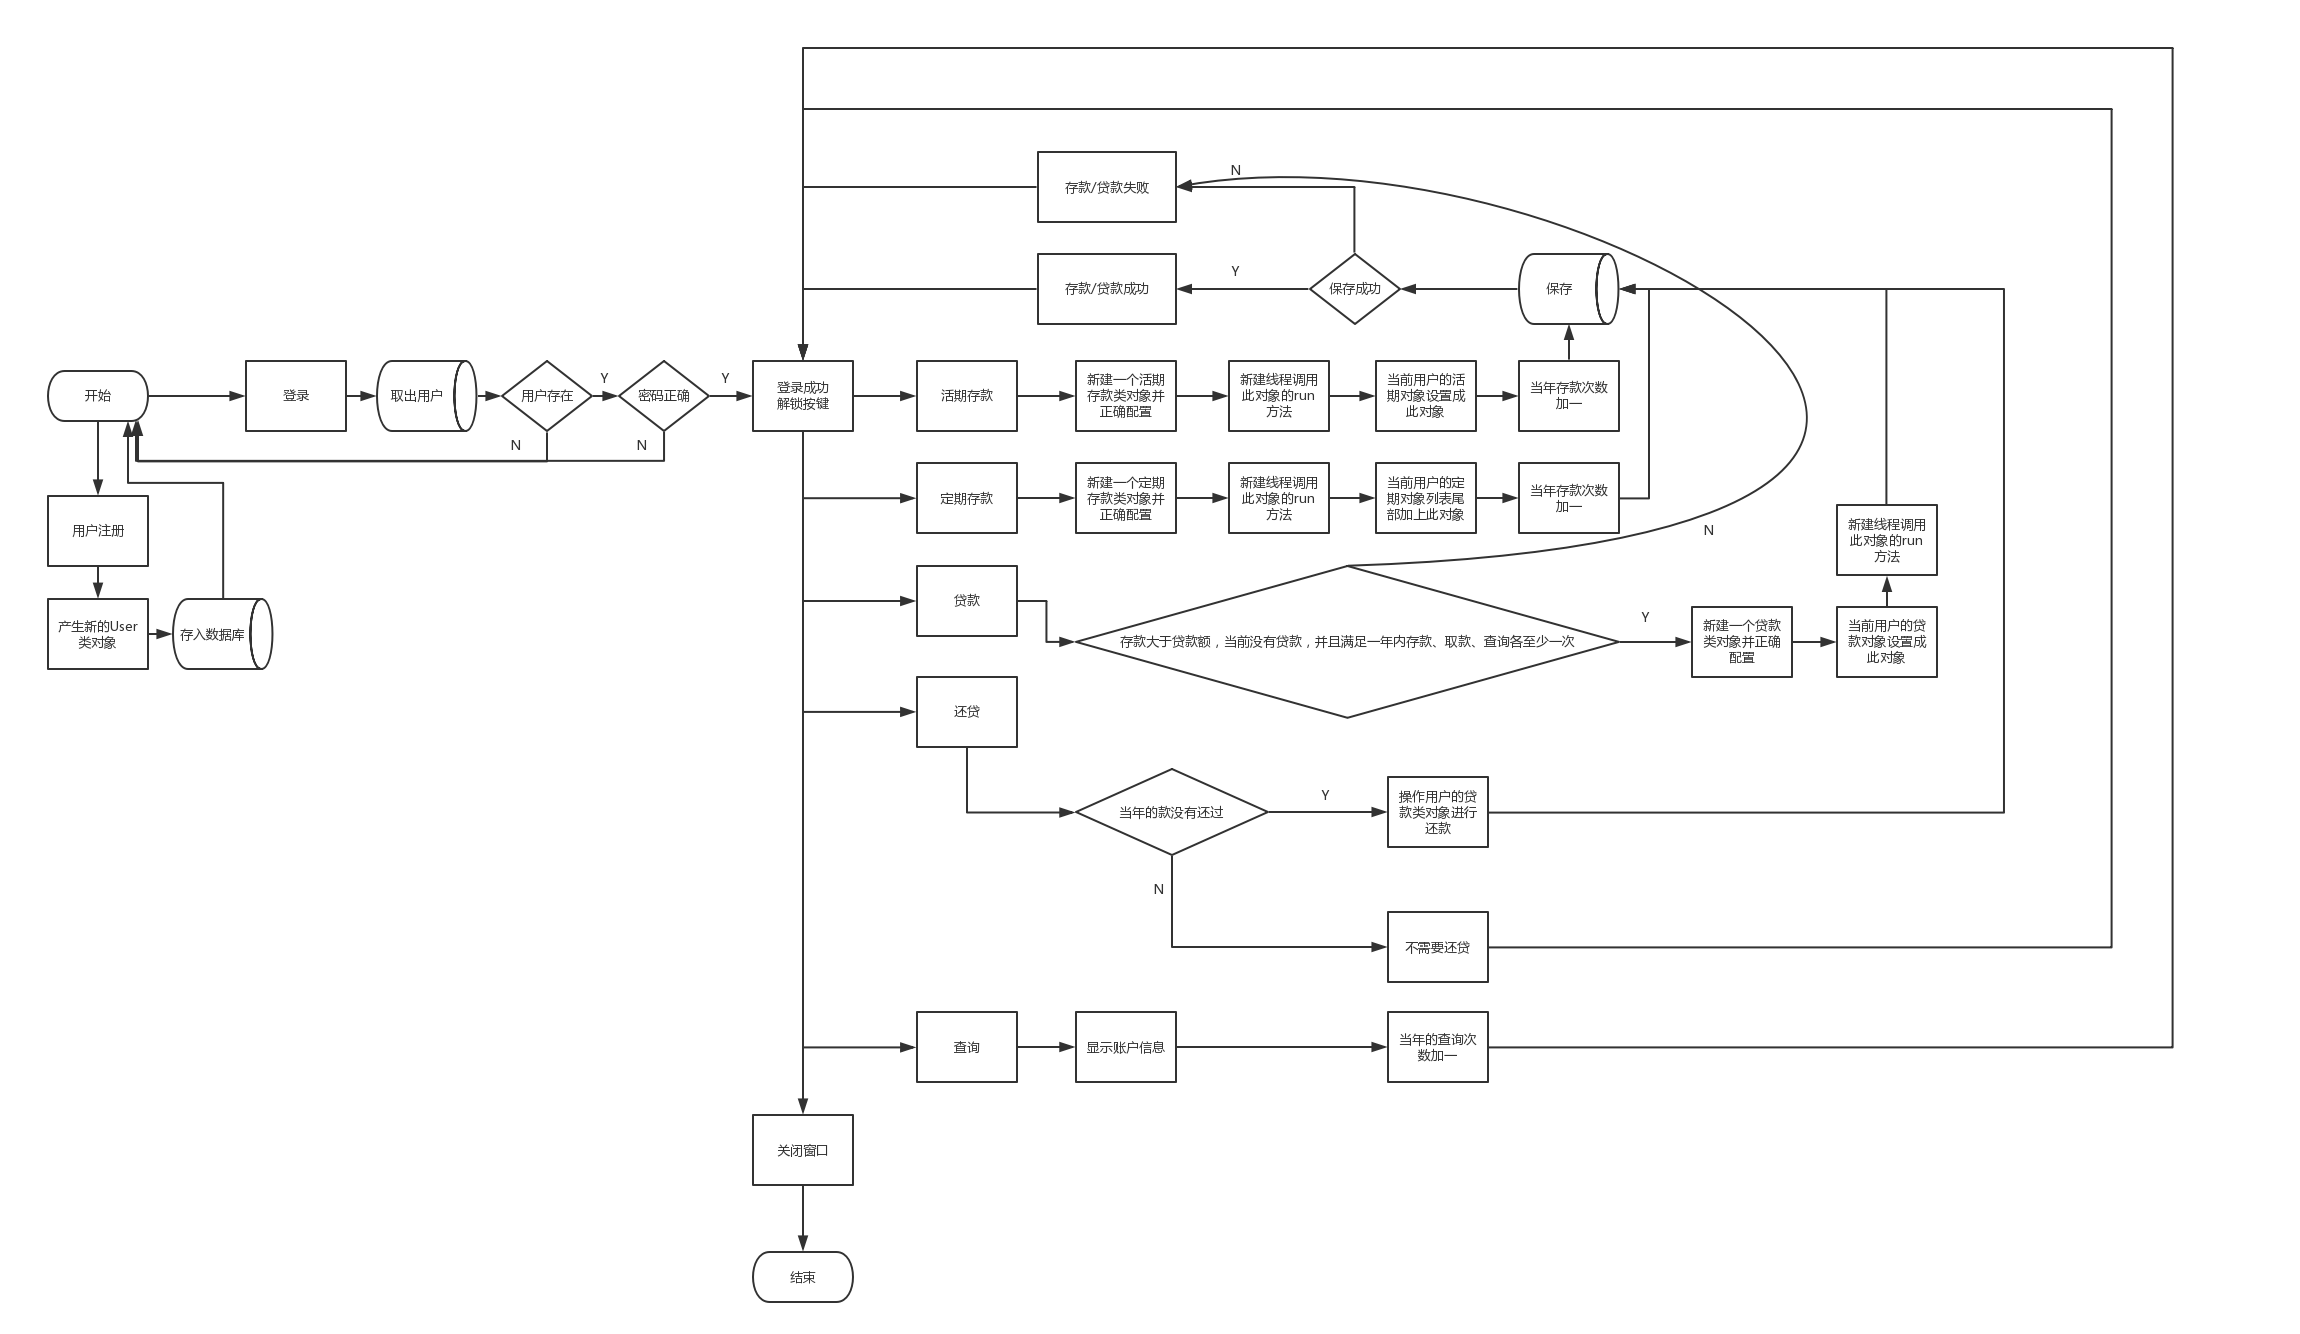 N
存款/贷款失败
Y
存款/贷款成功
保存成功
保存
开始
登录
取出用户
用户存在
Y
密码正确
Y
N
N
登录成功
解锁按键
活期存款
新建一个活期
存款类对象并
正确配置
新建线程调用
此对象的run
方法
当前用户的活
期对象设置成
此对象
当年存款次数
加一
定期存款
新建一个定期
存款类对象并
正确配置
新建线程调用
此对象的run
方法
当前用户的定
期对象列表尾
部加上此对象
当年存款次数
加一
N
新建线程调用
此对象的run
方法
用户注册
产生新的User
类对象
存入数据库
贷款
存款大于贷款额，当前没有贷款，并且满足一年内存款、取款、查询各至少一次
Y
新建一个贷款
类对象并正确
配置
当前用户的贷
款对象设置成
此对象
还贷
当年的款没有还过
Y
操作用户的贷
款类对象进行
还款
N
不需要还贷
查询
显示账户信息
当年的查询次
数加一
关闭窗口
结束